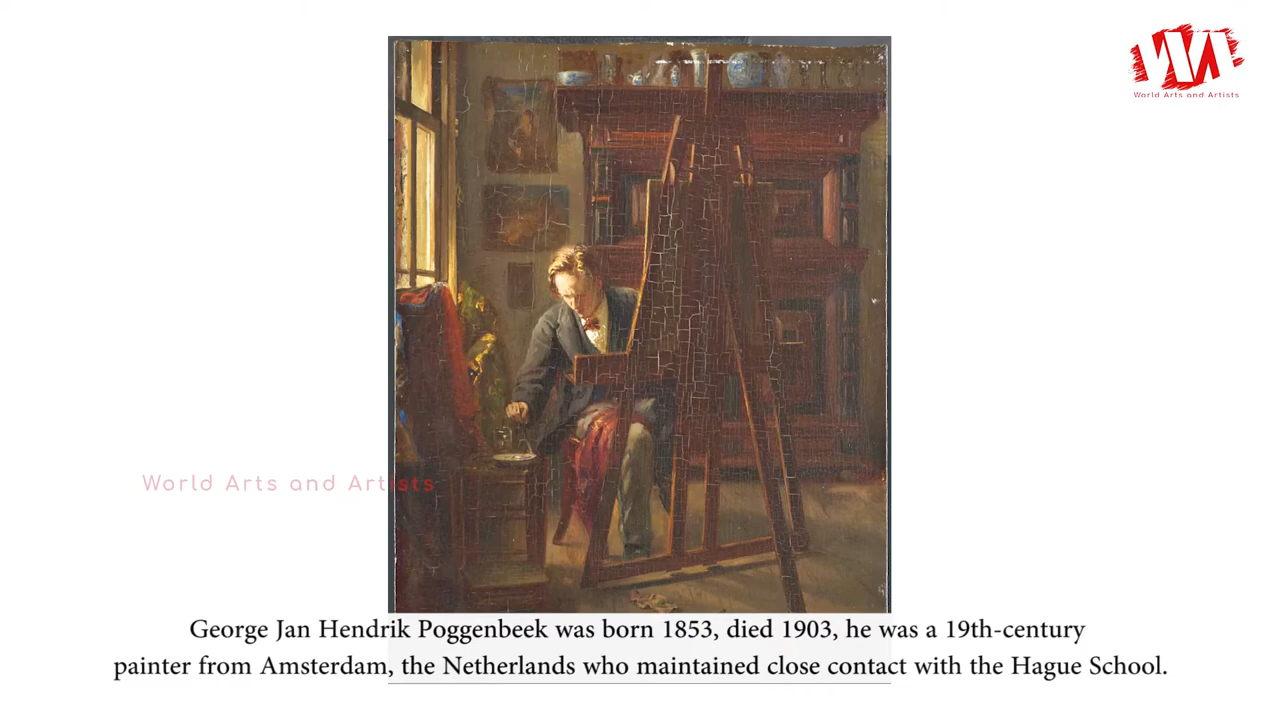 World Arts and Artists
World Arts and Artists
George Jan Hendrik Poggenbeek was born 1853, died 1903, he was a 19th-century
painter from Amsterdam, the Netherlands who maintained close contact with the Hague School.